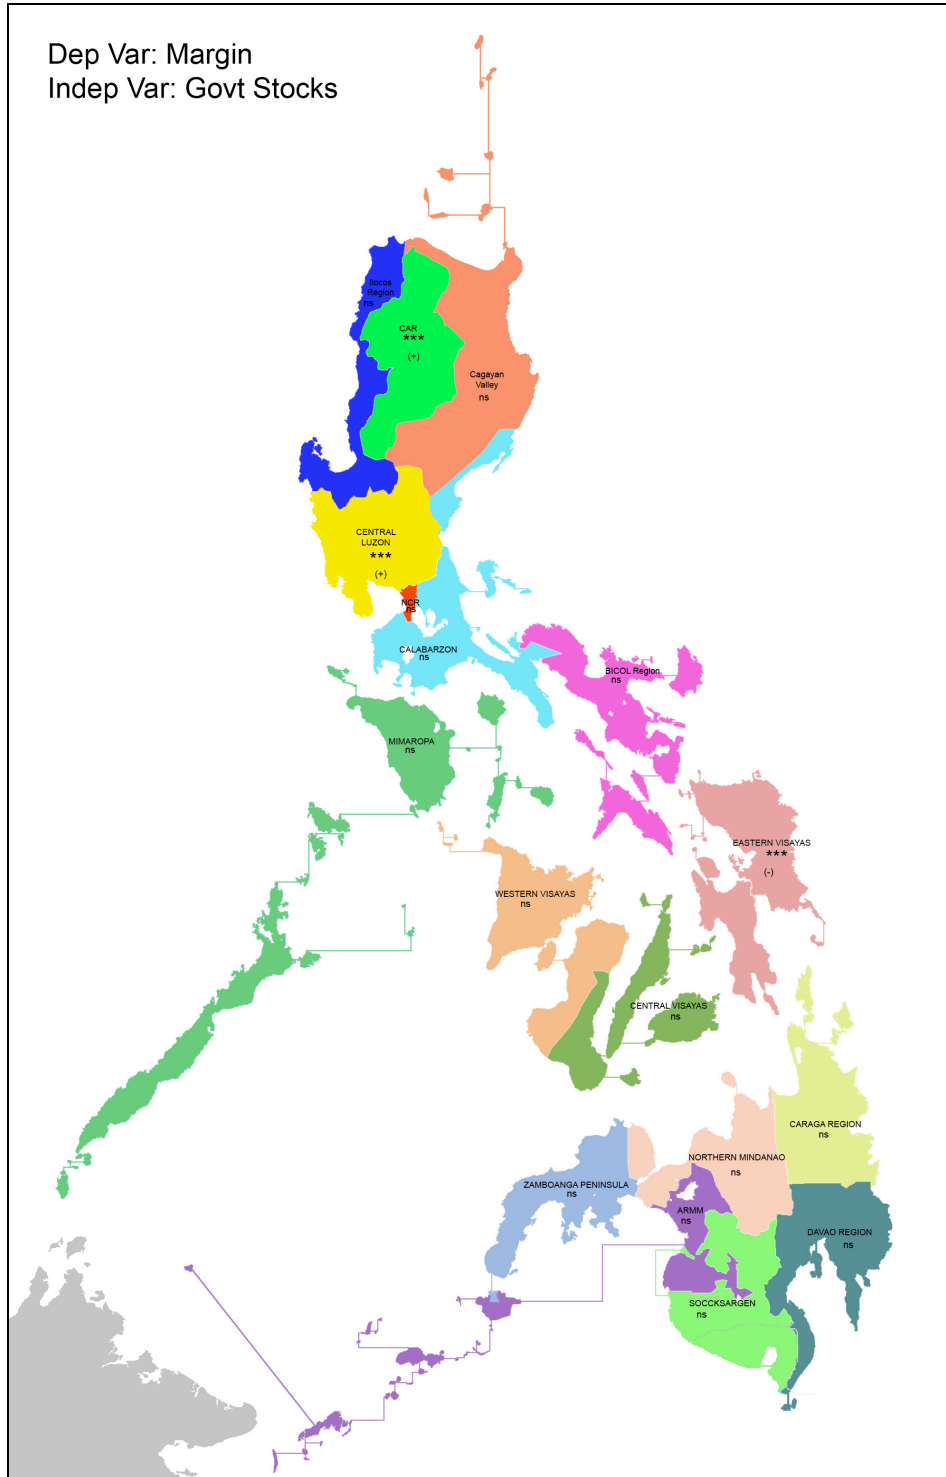 Dep Var: Margin
Indep Var: Govt Stocks
Ilocos
Region
ns
CAR
***
(+)
Cagayan
Valley
ns
CENTRAL
LUZON
***
(+)
NCR
ns
CALABARZON
ns
BICOL Region
ns
MIMAROPA
ns
EASTERN VISAYAS
***
(-)
WESTERN VISAYAS
ns
CENTRAL VISAYAS
ns
CARAGA REGION
ns
NORTHERN MINDANAO
ns
ZAMBOANGA PENINSULA
ns
ARMM
ns
DAVAO REGION
ns
SOCCKSARGEN
ns